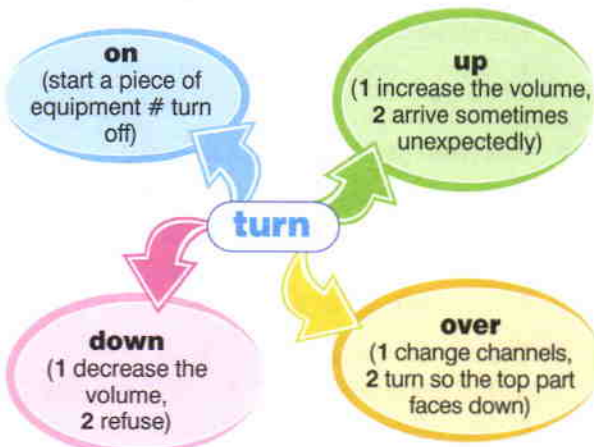 on
(start a piece of
equipment # turn
off)
up
(1 increase the volume,
2 arrive sometimes
unexpectedly)
turn
down
(1 decrease the
volume,
2 refuse)
over
(1 change channels,
2 turn so the top part
faces down)